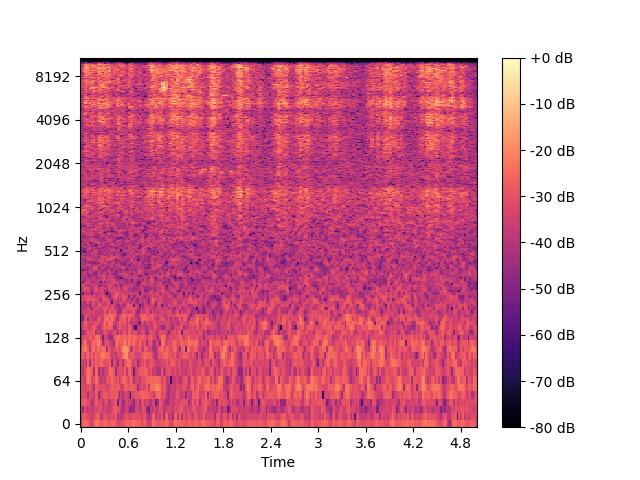 8192
4096
2048
1024
512
256
128
64
0
Hz
0 0.6 1.2 1.8 2.4 3 3.6 4.2 4.8
Time
+0 dB
-10 dB
-20 dB
-30 dB
-40 dB
-50 dB
-60 dB
-70 dB
-80 dB